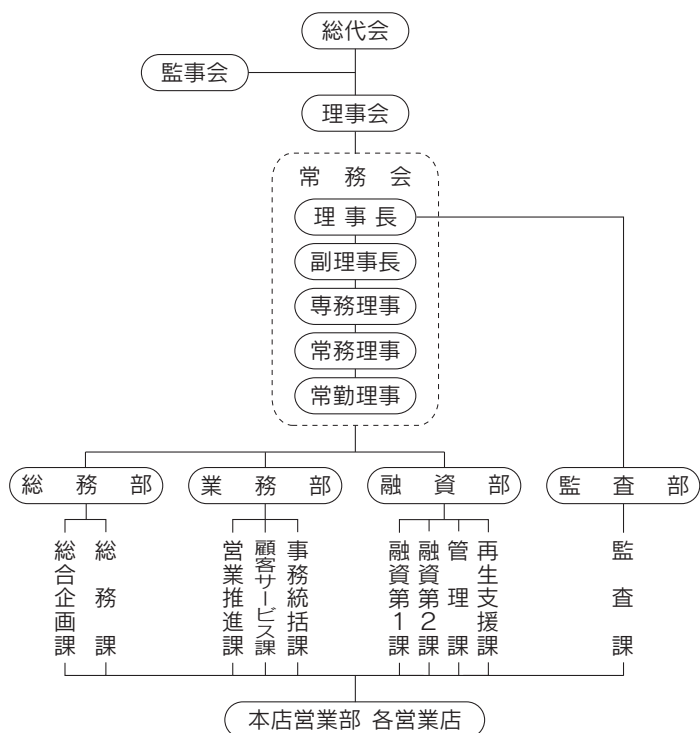 総代会
監事会
理事会
常務会
理事長
副理事長
専務理事
常務理事
常勤理事
総務部
業務部
融資部
監査部
総合企画課
総務課
営業推進課
顧客サービス課
事務統括課
融資第1課
融資第2課
管理課
再生支援課
監査課
本店営業部 各営業店